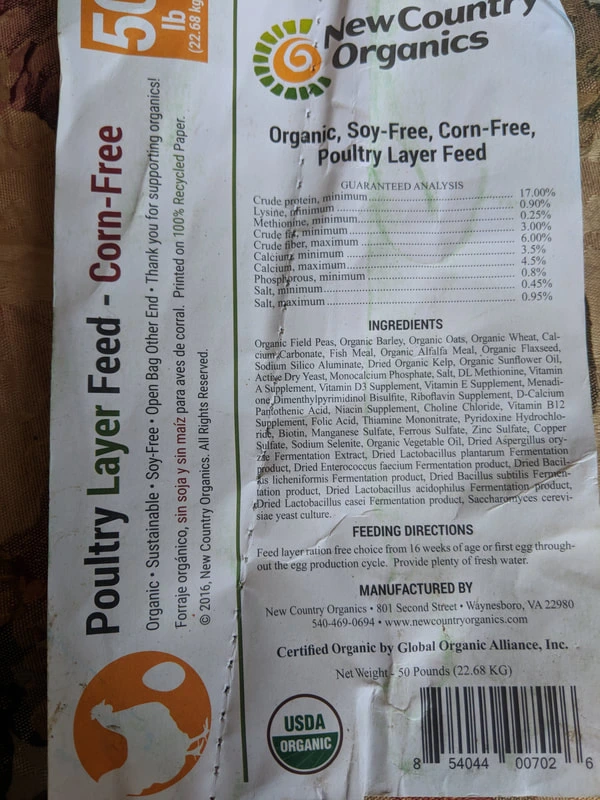 50
lb
(22.68 kg
Poultry Layer Feed - Corn-Free
Organic • Sustainable • Soy-Free • Open Bag Other End • Thank you for supporting organics!
Forraje orgánico, sin soja y sin maíz para aves de corral. Printed on 100% Recycled Paper.
© 2016, New Country Organics. All Rights Reserved.
New Country
Organics
Organic, Soy-Free, Corn-Free,
Poultry Layer Feed
GUARANTEED ANALYSIS
Crude protein, minimum 17.00%
Lysine, minimum 0.90%
Methionine, minimum 0.25%
Crude fat, minimum 3.00%
Crude fiber, maximum 6.00%
Calcium, minimum 3.5%
Calcium, maximum 4.5%
Phosphorous, minimum 0.8%
Salt, minimum 0.45%
Salt, maximum 0.95%
INGREDIENTS
Organic Field Peas, Organic Barley, Organic Oats, Organic Wheat, Cal-
cium Carbonate, Fish Meal, Organic Alfalfa Meal, Organic Flaxseed,
Sodium Silico Aluminate, Dried Organic Kelp, Organic Sunflower Oil,
Active Dry Yeast, Monocalcium Phosphate, Salt, DL Methionine, Vitamin
A Supplement, Vitamin D3 Supplement, Vitamin E Supplement, Menadi-
one Dimenthylpyrimidinol Bisulfite, Riboflavin Supplement, D-Calcium
Pantothenic Acid, Niacin Supplement, Choline Chloride, Vitamin B12
Supplement, Folic Acid, Thiamine Mononitrate, Pyridoxine Hydrochlo-
ride, Biotin, Manganese Sulfate, Ferrous Sulfate, Zinc Sulfate, Copper
Sulfate, Sodium Selenite, Organic Vegetable Oil, Dried Aspergillus ory-
zae Fermentation Extract, Dried Lactobacillus plantarum Fermentation
product, Dried Enterococcus faecium Fermentation product, Dried Bacil-
lus licheniformis Fermentation product, Dried Bacillus subtilis Fermen-
tation product, Dried Lactobacillus acidophilus Fermentation product,
Dried Lactobacillus casei Fermentation product, Saccharomyces cerevi-
siae yeast culture.
FEEDING DIRECTIONS
Feed layer ration free choice from 16 weeks of age or first egg through-
out the egg production cycle. Provide plenty of fresh water.
MANUFACTURED BY
New Country Organics • 801 Second Street • Waynesboro, VA 22980
540-469-0694 • www.newcountryorganics.com
Certified Organic by Global Organic Alliance, Inc.
Net Weight - 50 Pounds (22.68 KG)
USDA
ORGANIC
8 54044 00702 6